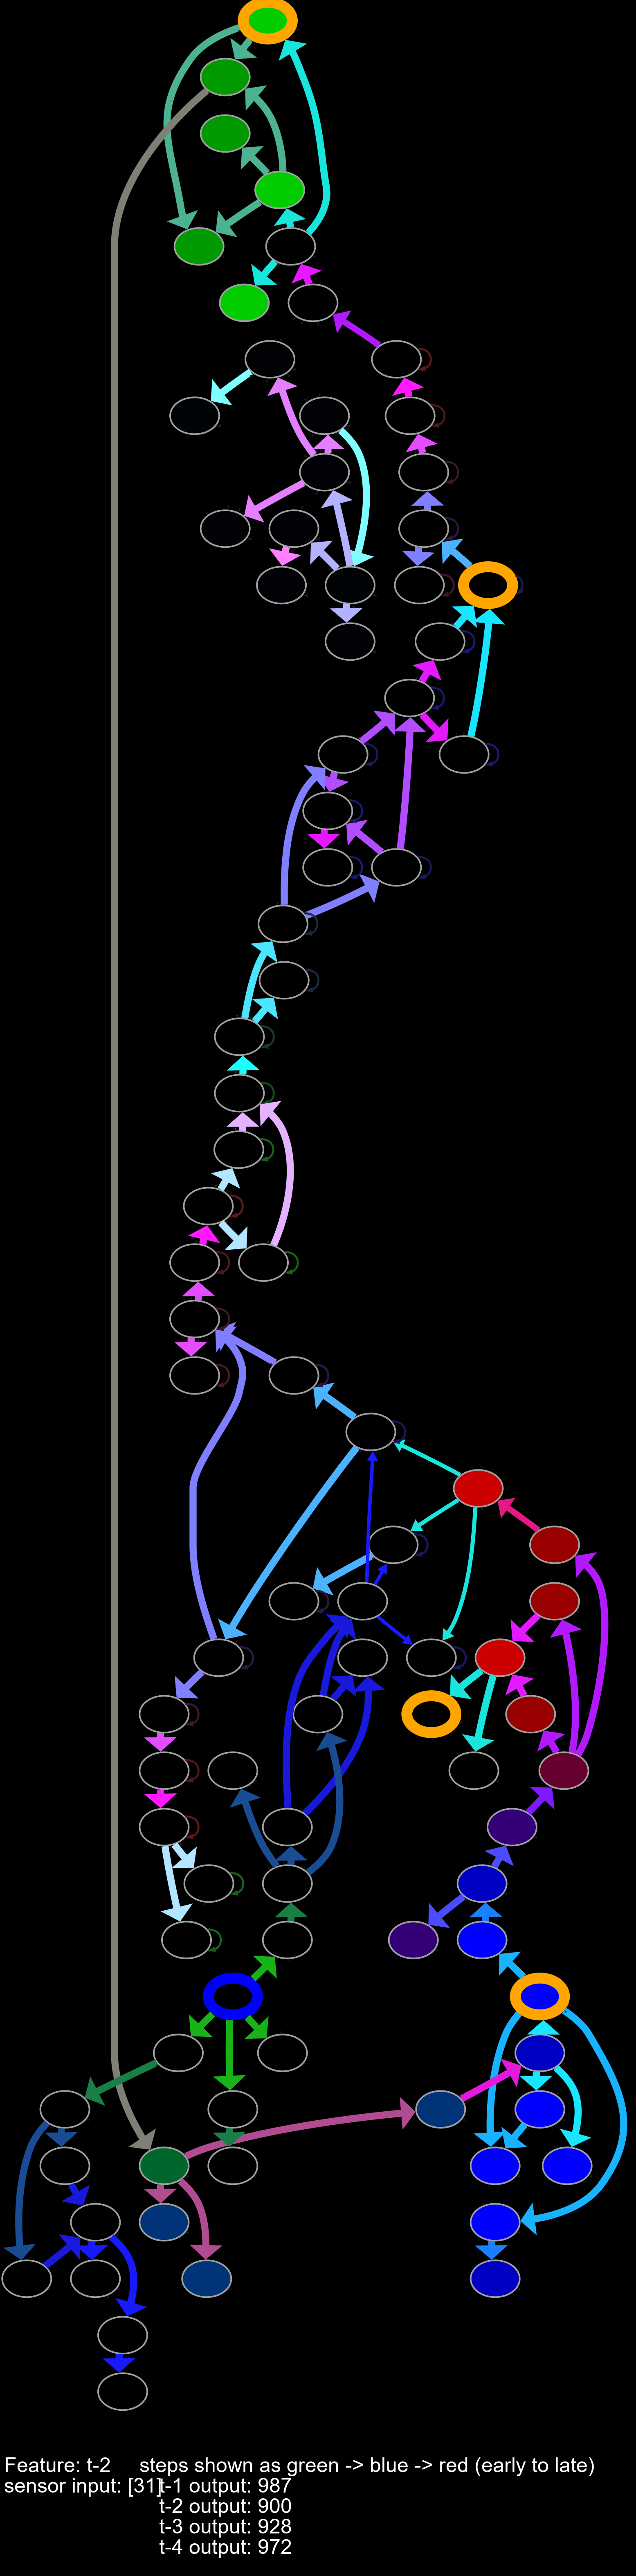 Feature: t-2 steps shown as green -> blue -> red (early to late)
sensor input: [31] t-1 output: 987
t-2 output: 900
t-3 output: 928
t-4 output: 972